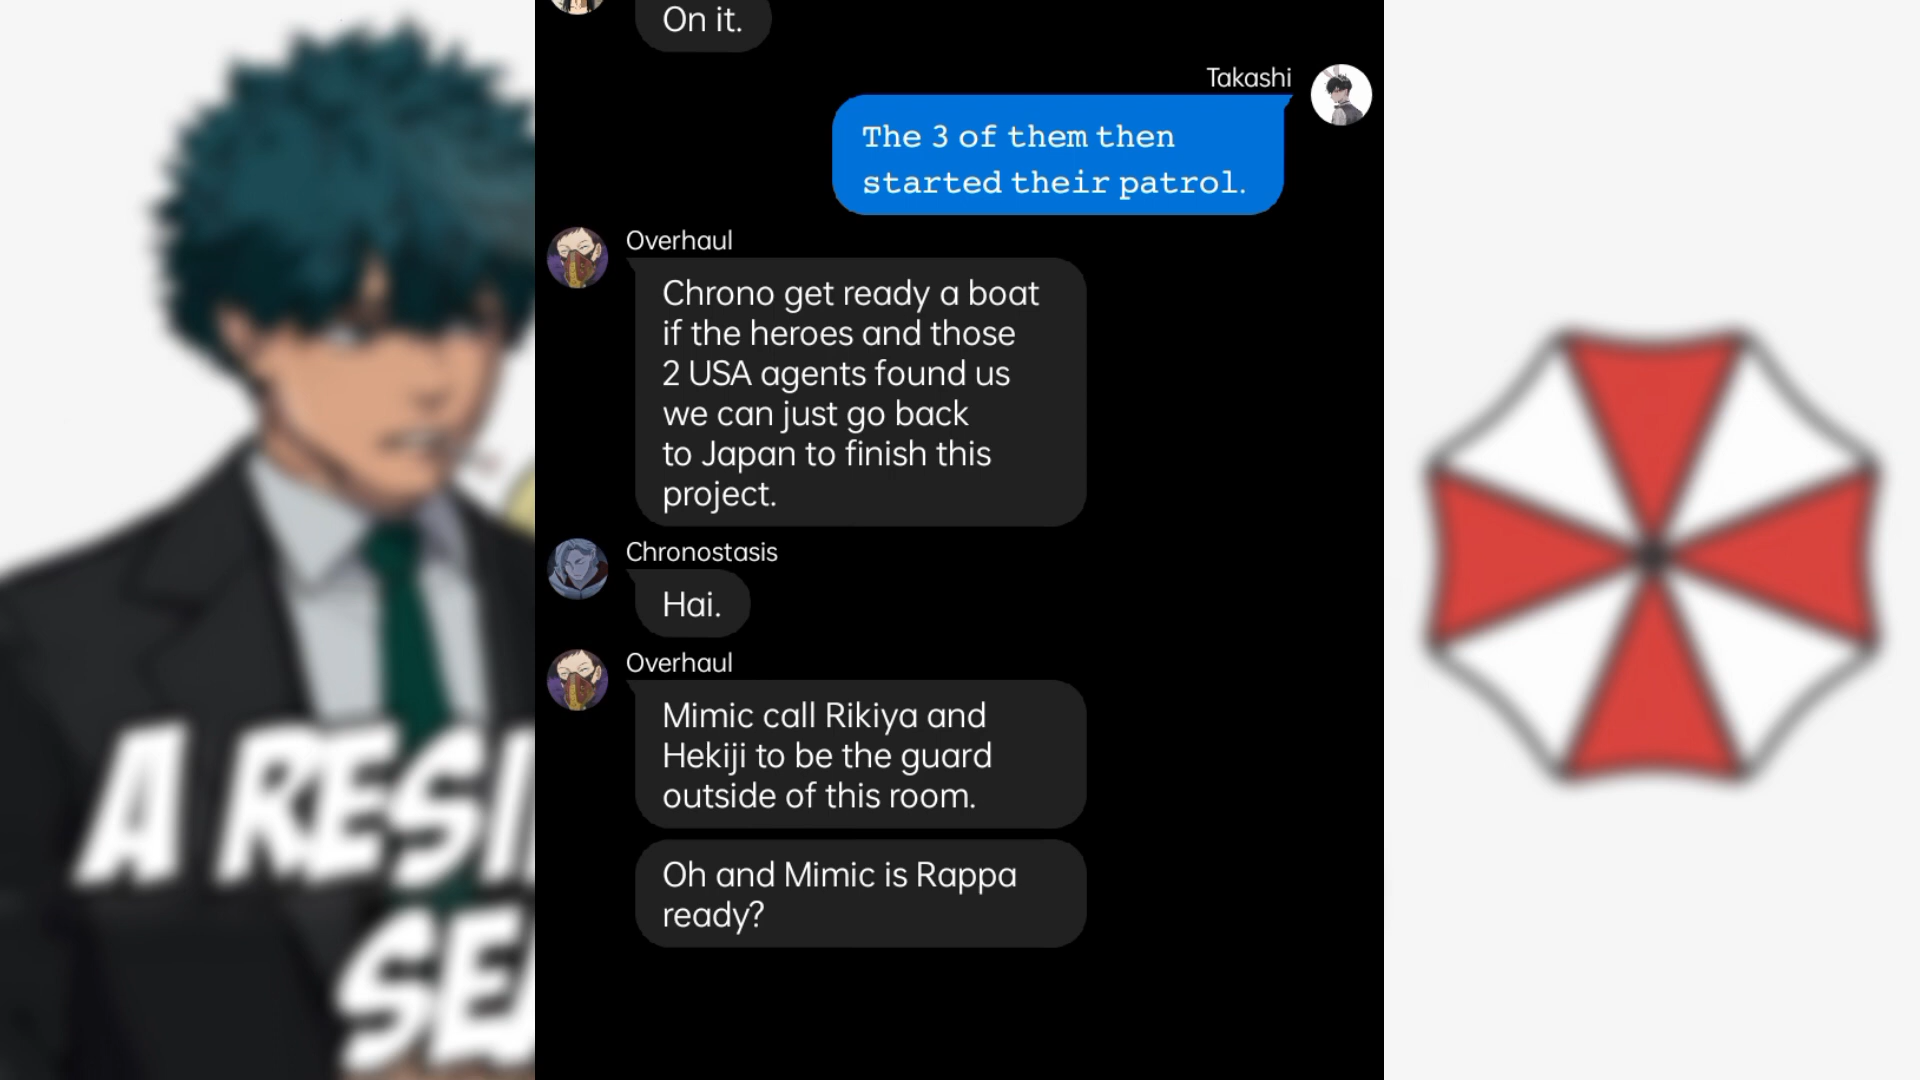 On it.
Takashi
The 3 of them then
started their patrol.
Overhaul
Chrono get ready a boat
if the heroes and those
2 USA agents found us
we can just go back
to Japan to finish this
project.
Chronostasis
Hai.
Overhaul
Mimic call Rikiya and
Hekiji to be the guard
outside of this room.
Oh and Mimic is Rappa
ready?
A RESI
SE